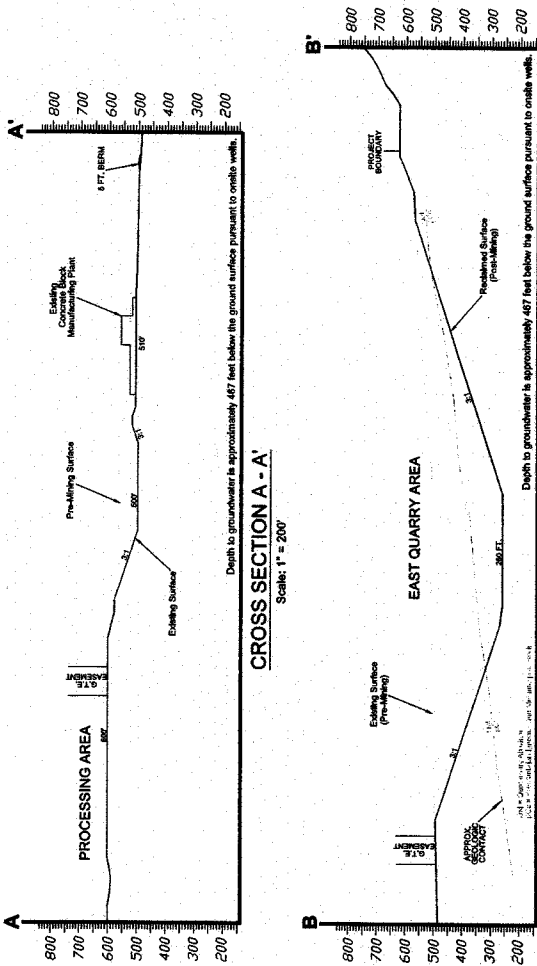 A
A'
800
700
600
500
400
300
200
800
700
600
500
400
300
200
PROCESSING AREA
600'
G.T.E.
EASEMENT
3:1
Existing Surface
Pre-Mining Surface
500'
3:1
510'
Existing
Concrete Block
Manufacturing Plant
5 FT. BERM
Depth to groundwater is approximately 467 feet below the ground surface pursuant to onsite wells.
CROSS SECTION A - A'
Scale: 1" = 200'
B
B'
800
700
600
500
400
300
200
800
700
600
500
400
300
200
G.T.E.
EASEMENT
APPROX.
GEOLOGIC
CONTACT
Existing Surface
(Pre-Mining)
3:1
EAST QUARRY AREA
260 FT.
3:1
Reclaimed Surface
(Post-Mining)
PROJECT
BOUNDARY
Depth to groundwater is approximately 467 feet below the ground surface pursuant to onsite wells.